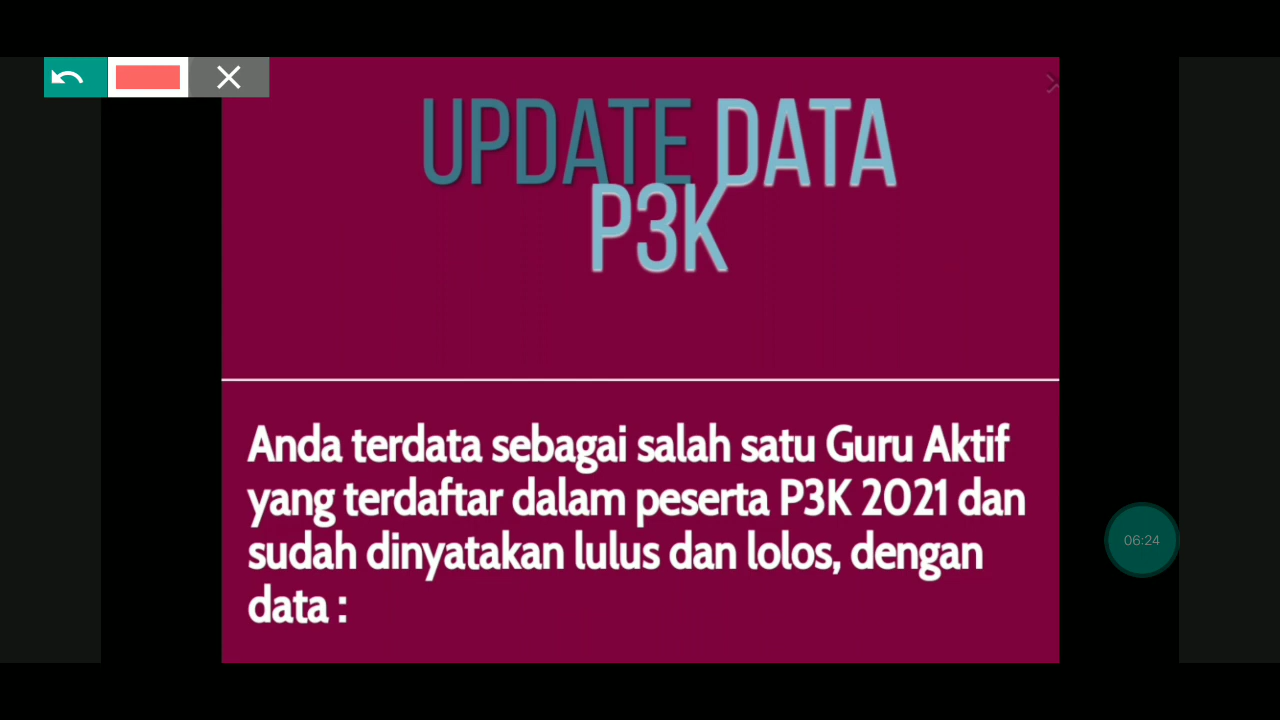 UPDATE DATA
P3K
Anda terdata sebagai salah satu Guru Aktif
yang terdaftar dalam peserta P3K 2021 dan
sudah dinyatakan lulus dan lolos, dengan
data :
06:24